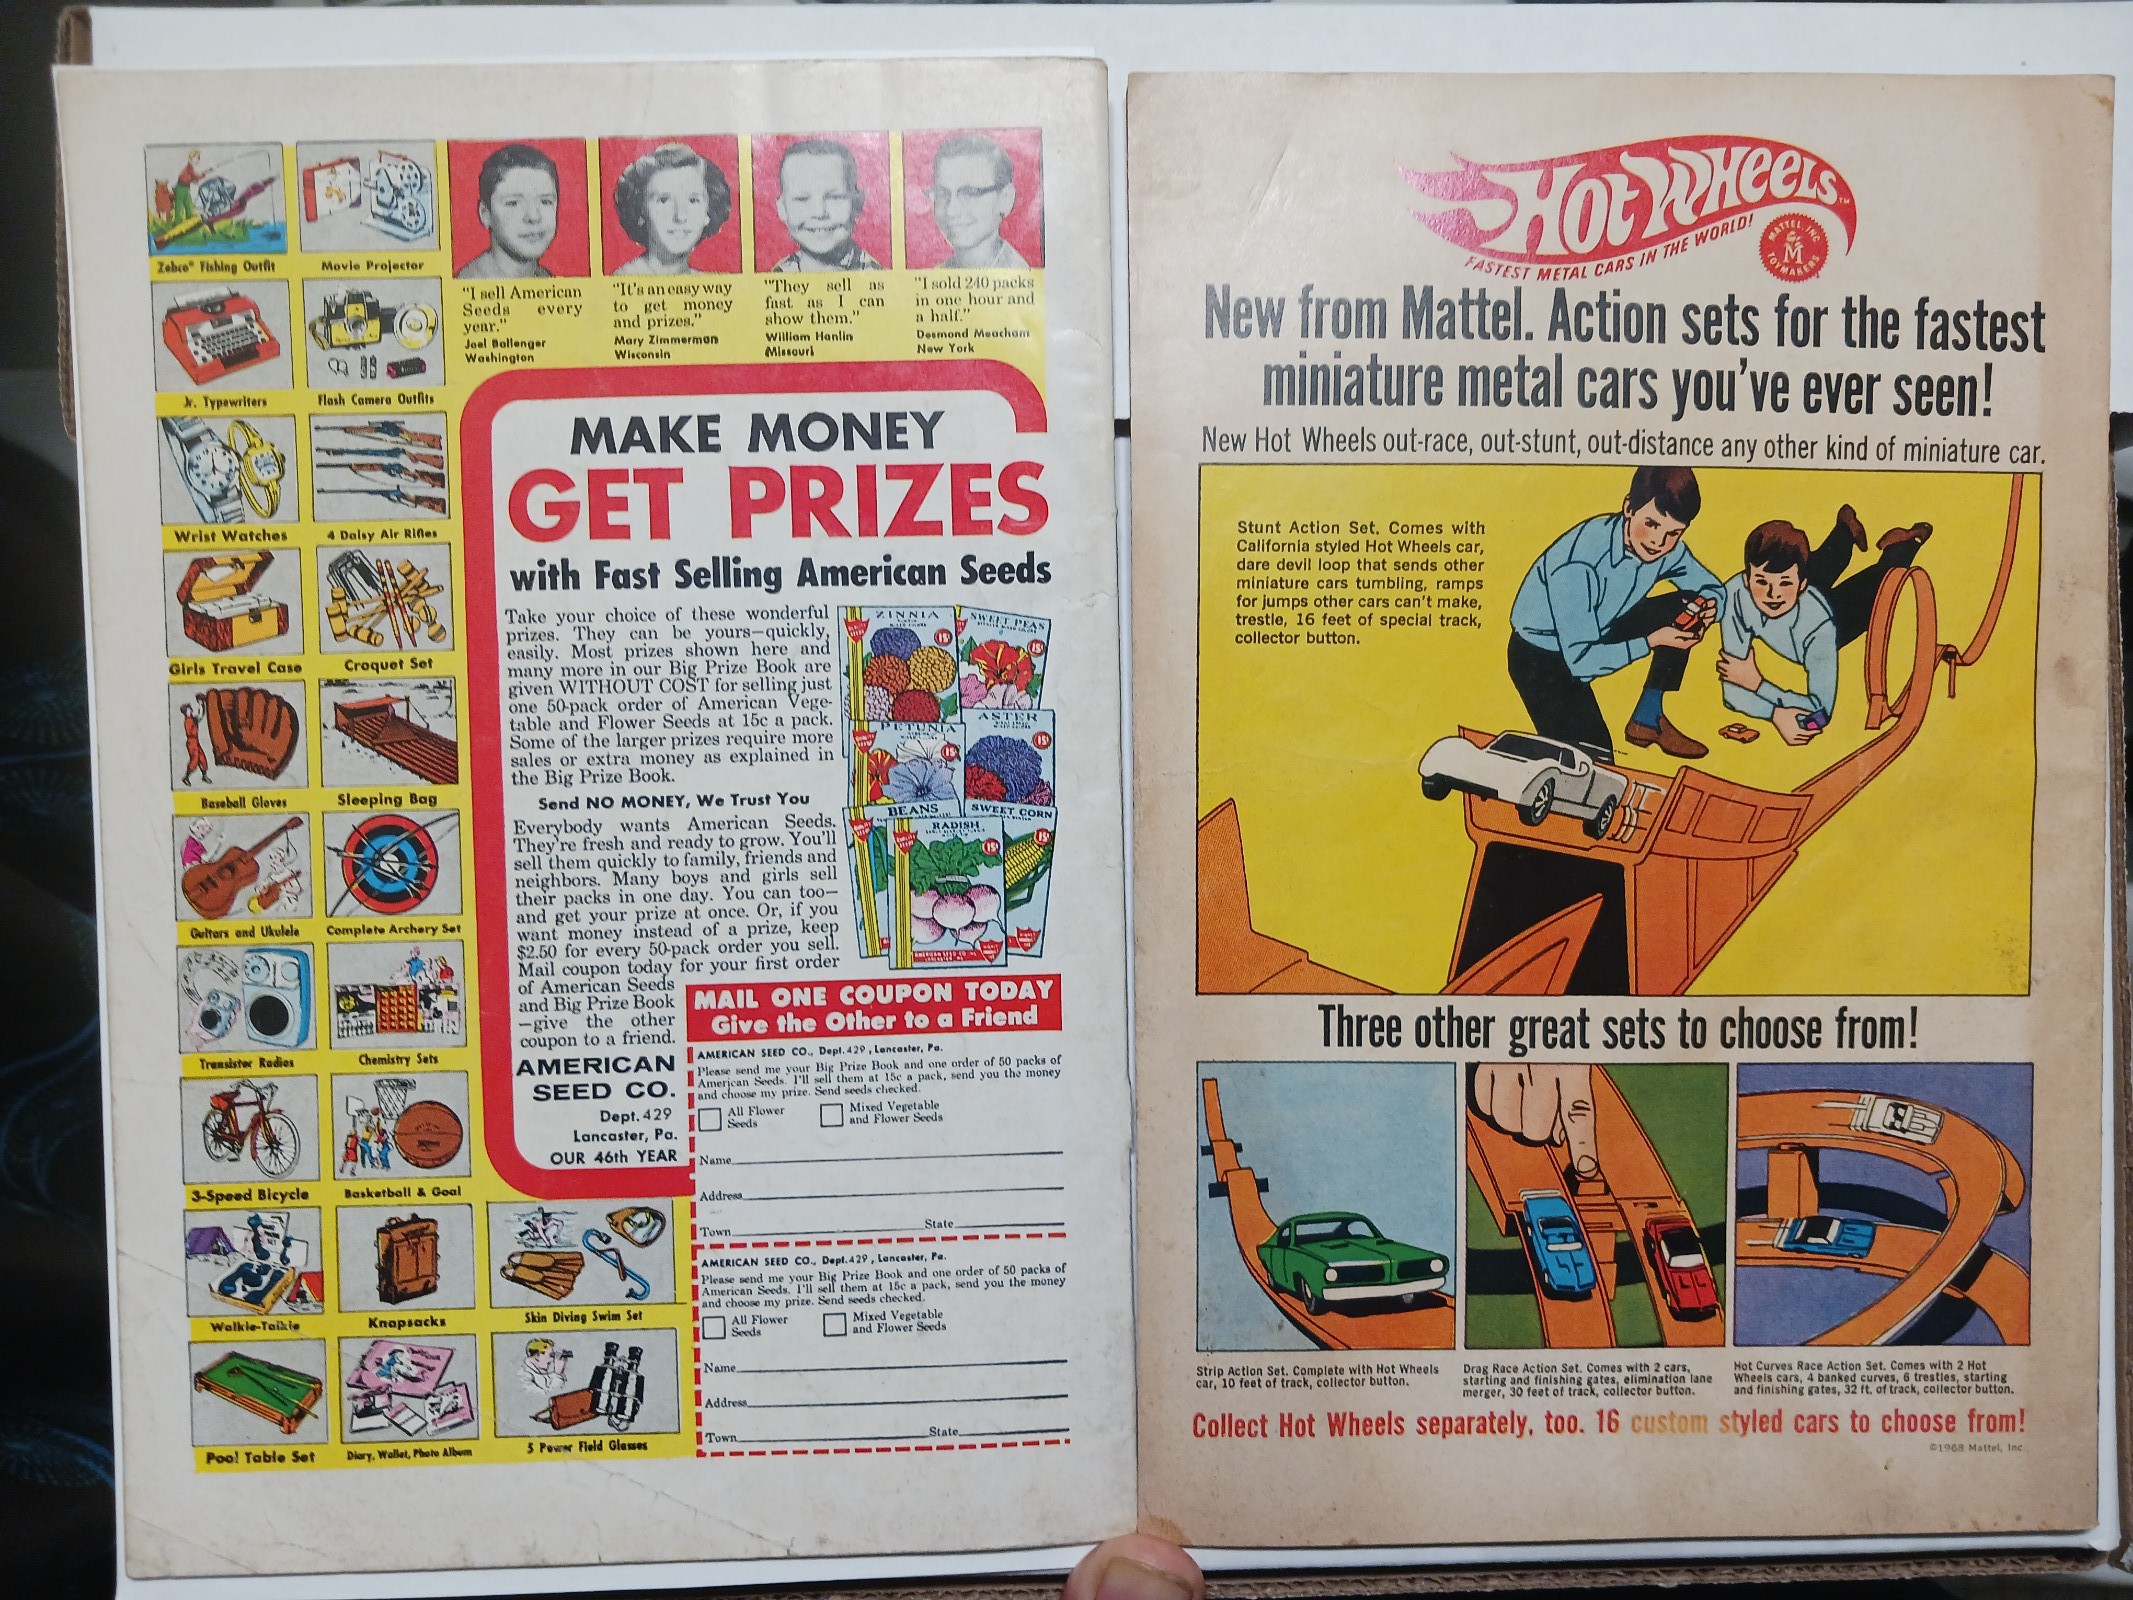 Zebco® Fishing Outfit
Movie Projector
Jr. Typewriters
Flash Camera Outfits
Wrist Watches
4 Daisy Air Rifles
Girls Travel Case
Croquet Set
Baseball Gloves
Sleeping Bag
Guitars and Ukulele
Complete Archery Set
Transistor Radios
Chemistry Sets
3-Speed Bicycle
Basketball & Goal
Walkie-Talkie
Knapsacks
Skin Diving Swim Set
Pool Table Set
Diary, Wallet, Photo Album
5 Power Field Glasses
"I sell American
Seeds every
year."
Joel Ballenger
Washington
"It's an easy way
to get money
and prizes."
Mary Zimmerman
Wisconsin
"They sell as
fast as I can
show them."
William Hanlin
Missouri
"I sold 240 packs
in one hour and
a half."
Desmond Meacham
New York
MAKE MONEY
GET PRIZES
with Fast Selling American Seeds
Take your choice of these wonderful
prizes. They can be yours—quickly,
easily. Most prizes shown here and
many more in our Big Prize Book are
given WITHOUT COST for selling just
one 50-pack order of American Vege-
table and Flower Seeds at 15c a pack.
Some of the larger prizes require more
sales or extra money as explained in
the Big Prize Book.
Send NO MONEY, We Trust You
Everybody wants American Seeds.
They're fresh and ready to grow. You'll
sell them quickly to family, friends and
neighbors. Many boys and girls sell
their packs in one day. You can too—
and get your prize at once. Or, if you
want money instead of a prize, keep
$2.50 for every 50-pack order you sell.
Mail coupon today for your first order
of American Seeds
and Big Prize Book
—give the other
coupon to a friend.
AMERICAN
SEED CO.
Dept. 429
Lancaster, Pa.
OUR 46th YEAR
ZINNIA
15¢
SWEET PEAS
15¢
PETUNIA
15¢
ASTER
15¢
BEANS
SWEET CORN
15¢
RADISH
15¢
AMERICAN SEED CO.
MAIL ONE COUPON TODAY
Give the Other to a Friend
AMERICAN SEED CO., Dept. 429, Lancaster, Pa.
Please send me your Big Prize Book and one order of 50 packs of
American Seeds. I'll sell them at 15c a pack, send you the money
and choose my prize. Send seeds checked.
All Flower
Seeds
Mixed Vegetable
and Flower Seeds
Name
Address
Town State
AMERICAN SEED CO., Dept. 429, Lancaster, Pa.
Please send me your Big Prize Book and one order of 50 packs of
American Seeds. I'll sell them at 15c a pack, send you the money
and choose my prize. Send seeds checked.
All Flower
Seeds
Mixed Vegetable
and Flower Seeds
Name
Address
Town State
HOT WHEELS™
FASTEST METAL CARS IN THE WORLD!
MATTEL, INC.
M
TOYMAKERS
New from Mattel. Action sets for the fastest
miniature metal cars you've ever seen!
New Hot Wheels out-race, out-stunt, out-distance any other kind of miniature car.
Stunt Action Set. Comes with
California styled Hot Wheels car,
dare devil loop that sends other
miniature cars tumbling, ramps
for jumps other cars can't make,
trestle, 16 feet of special track,
collector button.
Three other great sets to choose from!
Strip Action Set. Complete with Hot Wheels
car, 10 feet of track, collector button.
Drag Race Action Set. Comes with 2 cars,
starting and finishing gates, elimination lane
merger, 30 feet of track, collector button.
Hot Curves Race Action Set. Comes with 2 Hot
Wheels cars, 4 banked curves, 6 trestles, starting
and finishing gates, 32 ft. of track, collector button.
Collect Hot Wheels separately, too. 16 custom styled cars to choose from!
©1968 Mattel, Inc.